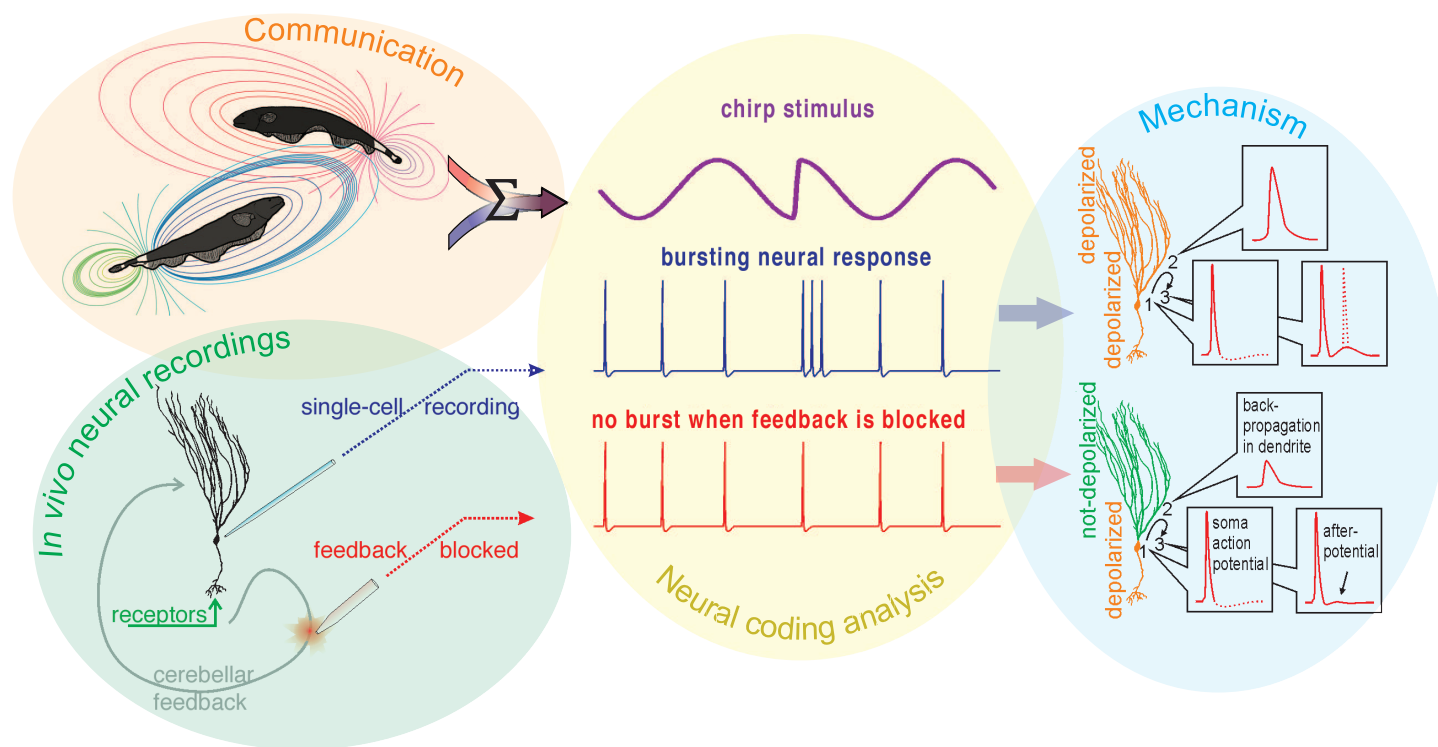 Communication
Σ
In vivo neural recordings
single-cell recording
feedback blocked
receptors
cerebellar
feedback
chirp stimulus
bursting neural response
no burst when feedback is blocked
Neural coding analysis
Mechanism
depolarized
depolarized
2
1 3
not-depolarized
depolarized
back-
propagation
in dendrite
2
1 3
soma
action
potential
after-
potential